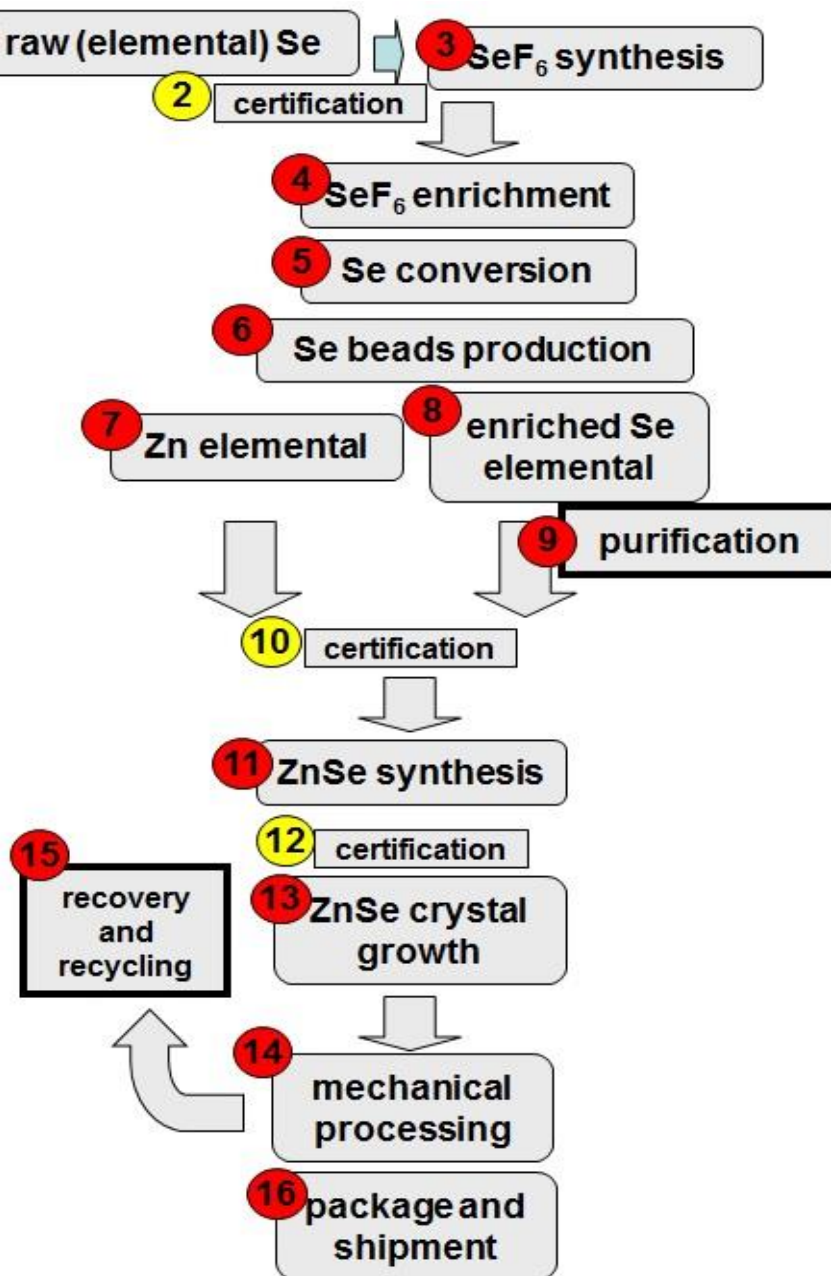 raw (elemental) Se
3
SeF₆ synthesis
2
certification
4
SeF₆ enrichment
5
Se conversion
6
Se beads production
7
Zn elemental
8
enriched Se
elemental
9
purification
10
certification
11
ZnSe synthesis
12
certification
15
recovery
and
recycling
13
ZnSe crystal
growth
14
mechanical
processing
16
package and
shipment